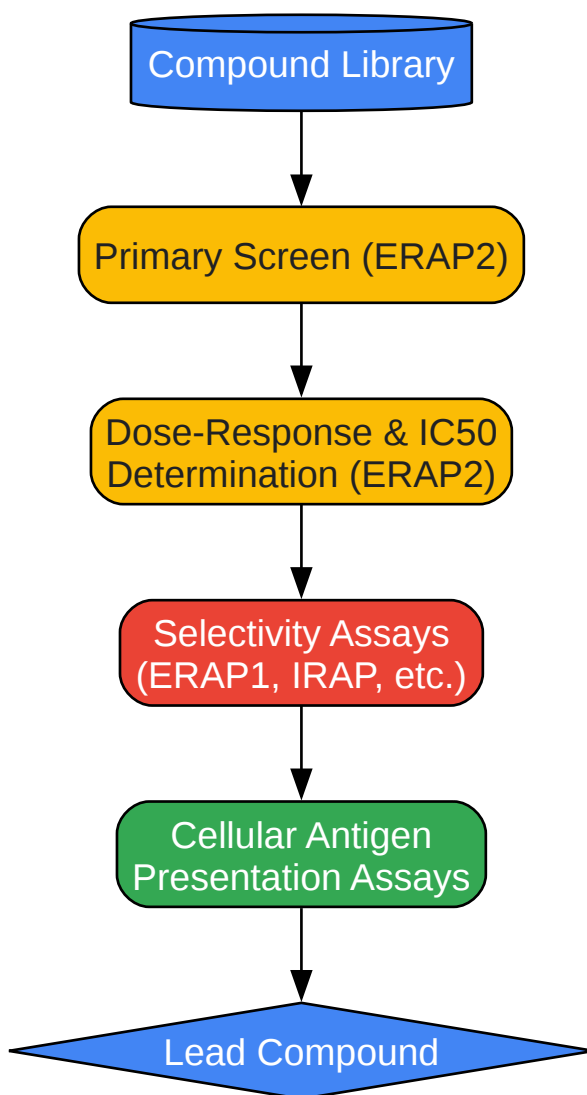 Compound Library
Primary Screen (ERAP2)
Dose-Response & IC50
Determination (ERAP2)
Selectivity Assays
(ERAP1, IRAP, etc.)
Cellular Antigen
Presentation Assays
Lead Compound